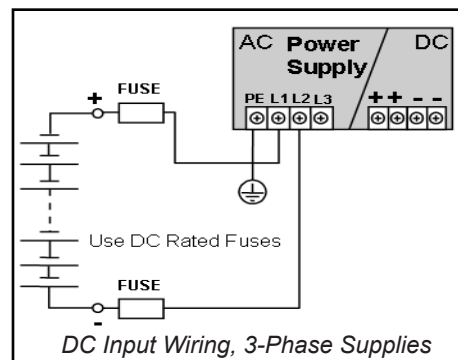 AC Power Supply DC
PE L1 L2 L3 + + - -
+ FUSE
Use DC Rated Fuses
FUSE
-
DC Input Wiring, 3-Phase Supplies